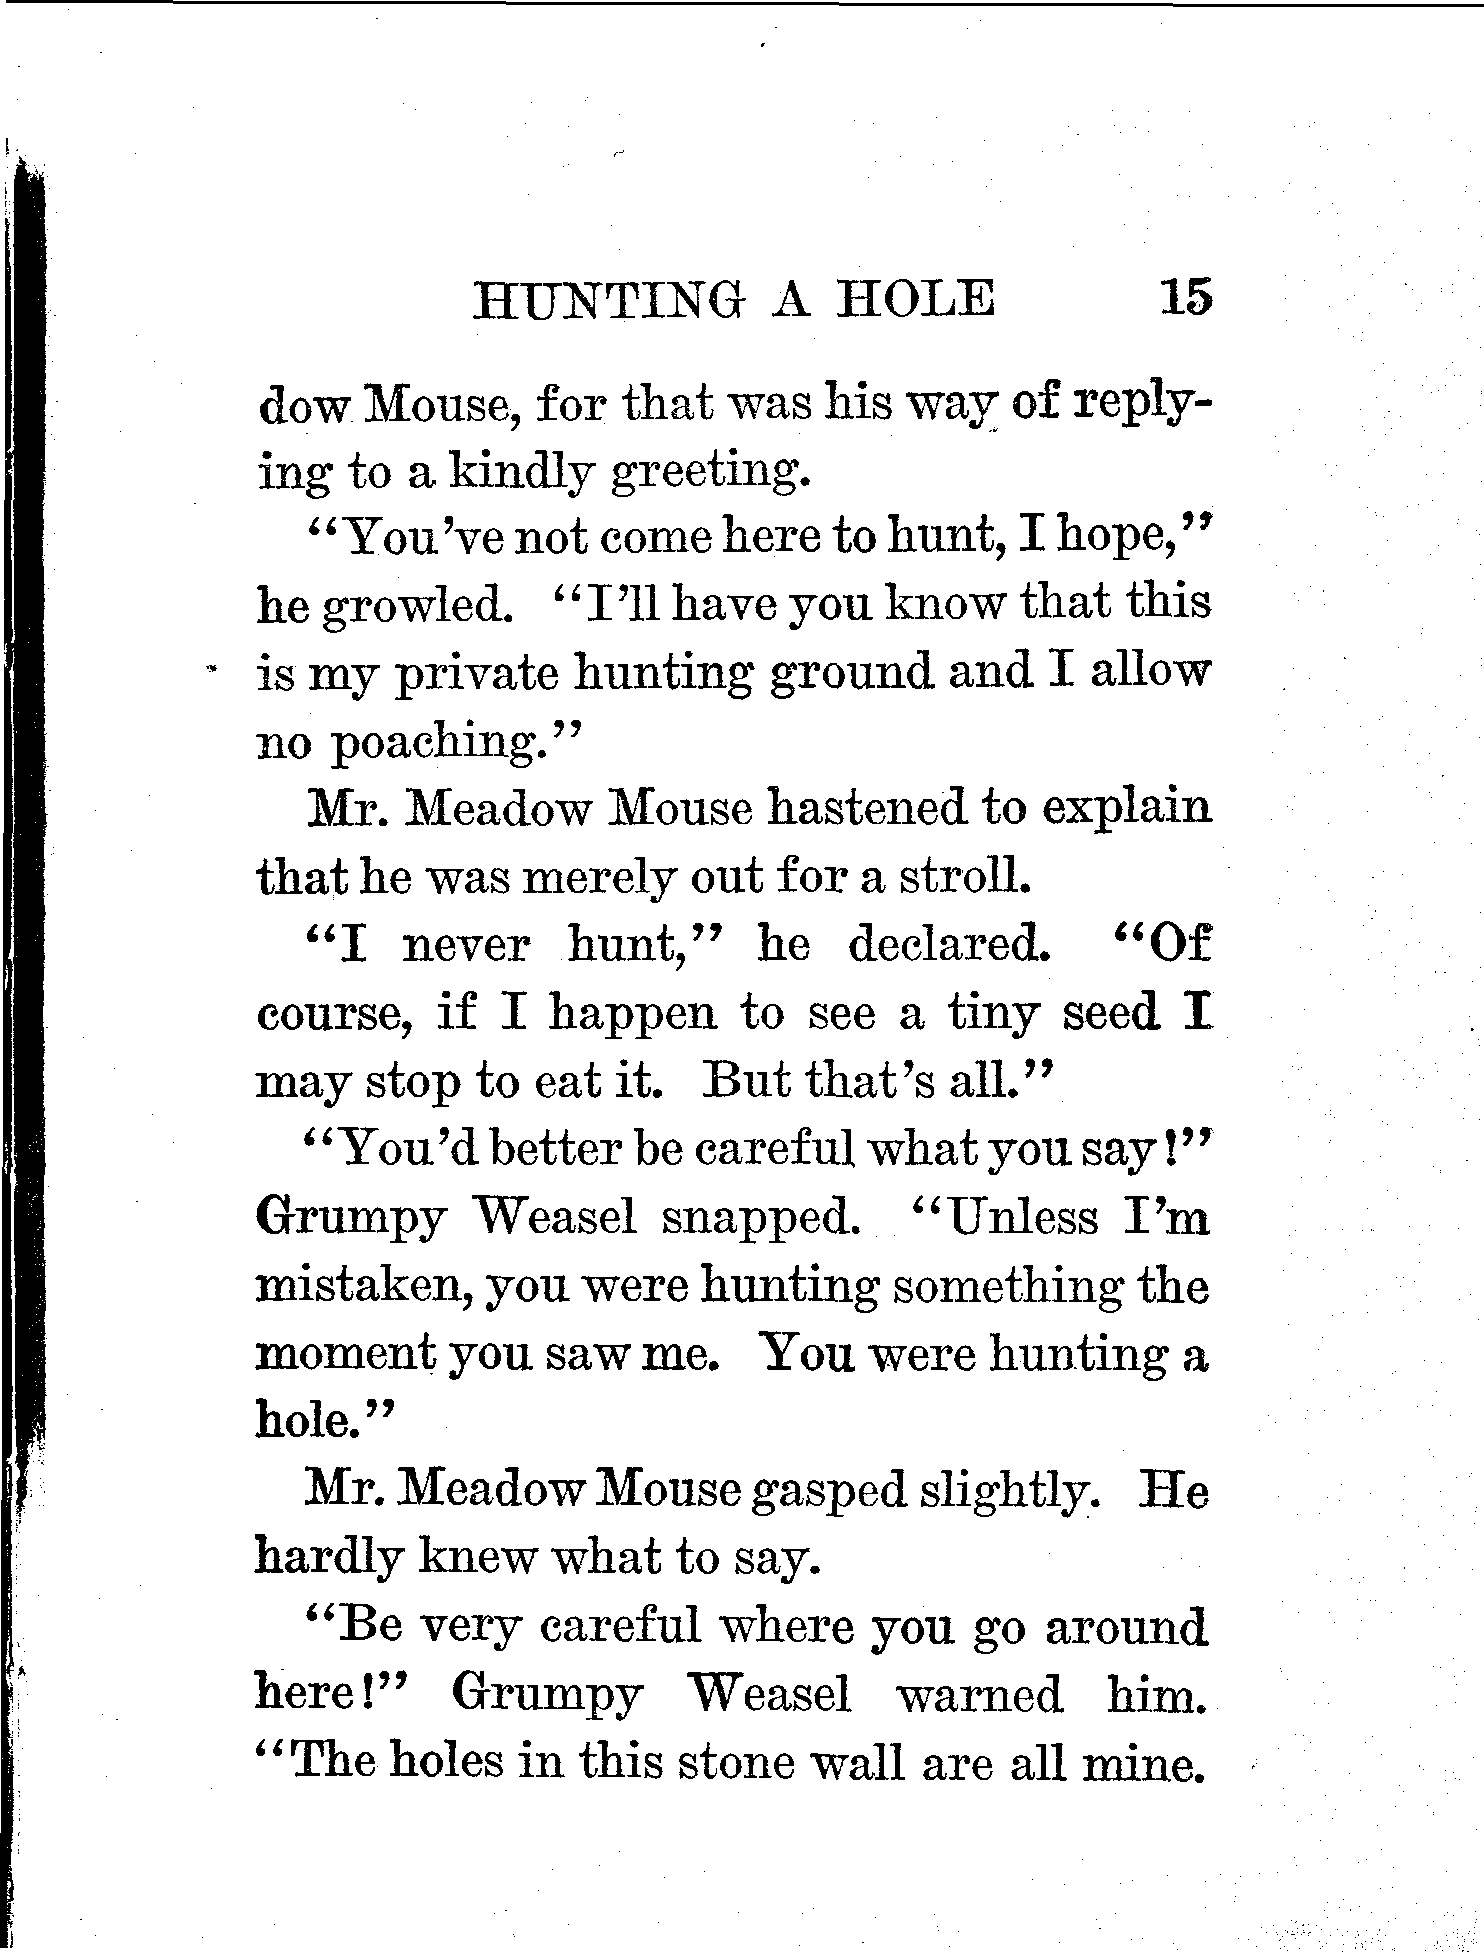 HUNTING A HOLE 15
dow Mouse, for that was his way of reply-
ing to a kindly greeting.
"You've not come here to hunt, I hope,"
he growled. "I'll have you know that this
is my private hunting ground and I allow
no poaching."
Mr. Meadow Mouse hastened to explain
that he was merely out for a stroll.
"I never hunt," he declared. "Of
course, if I happen to see a tiny seed I
may stop to eat it. But that's all."
"You'd better be careful what you say!"
Grumpy Weasel snapped. "Unless I'm
mistaken, you were hunting something the
moment you saw me. You were hunting a
hole."
Mr. Meadow Mouse gasped slightly. He
hardly knew what to say.
"Be very careful where you go around
here!" Grumpy Weasel warned him.
"The holes in this stone wall are all mine.